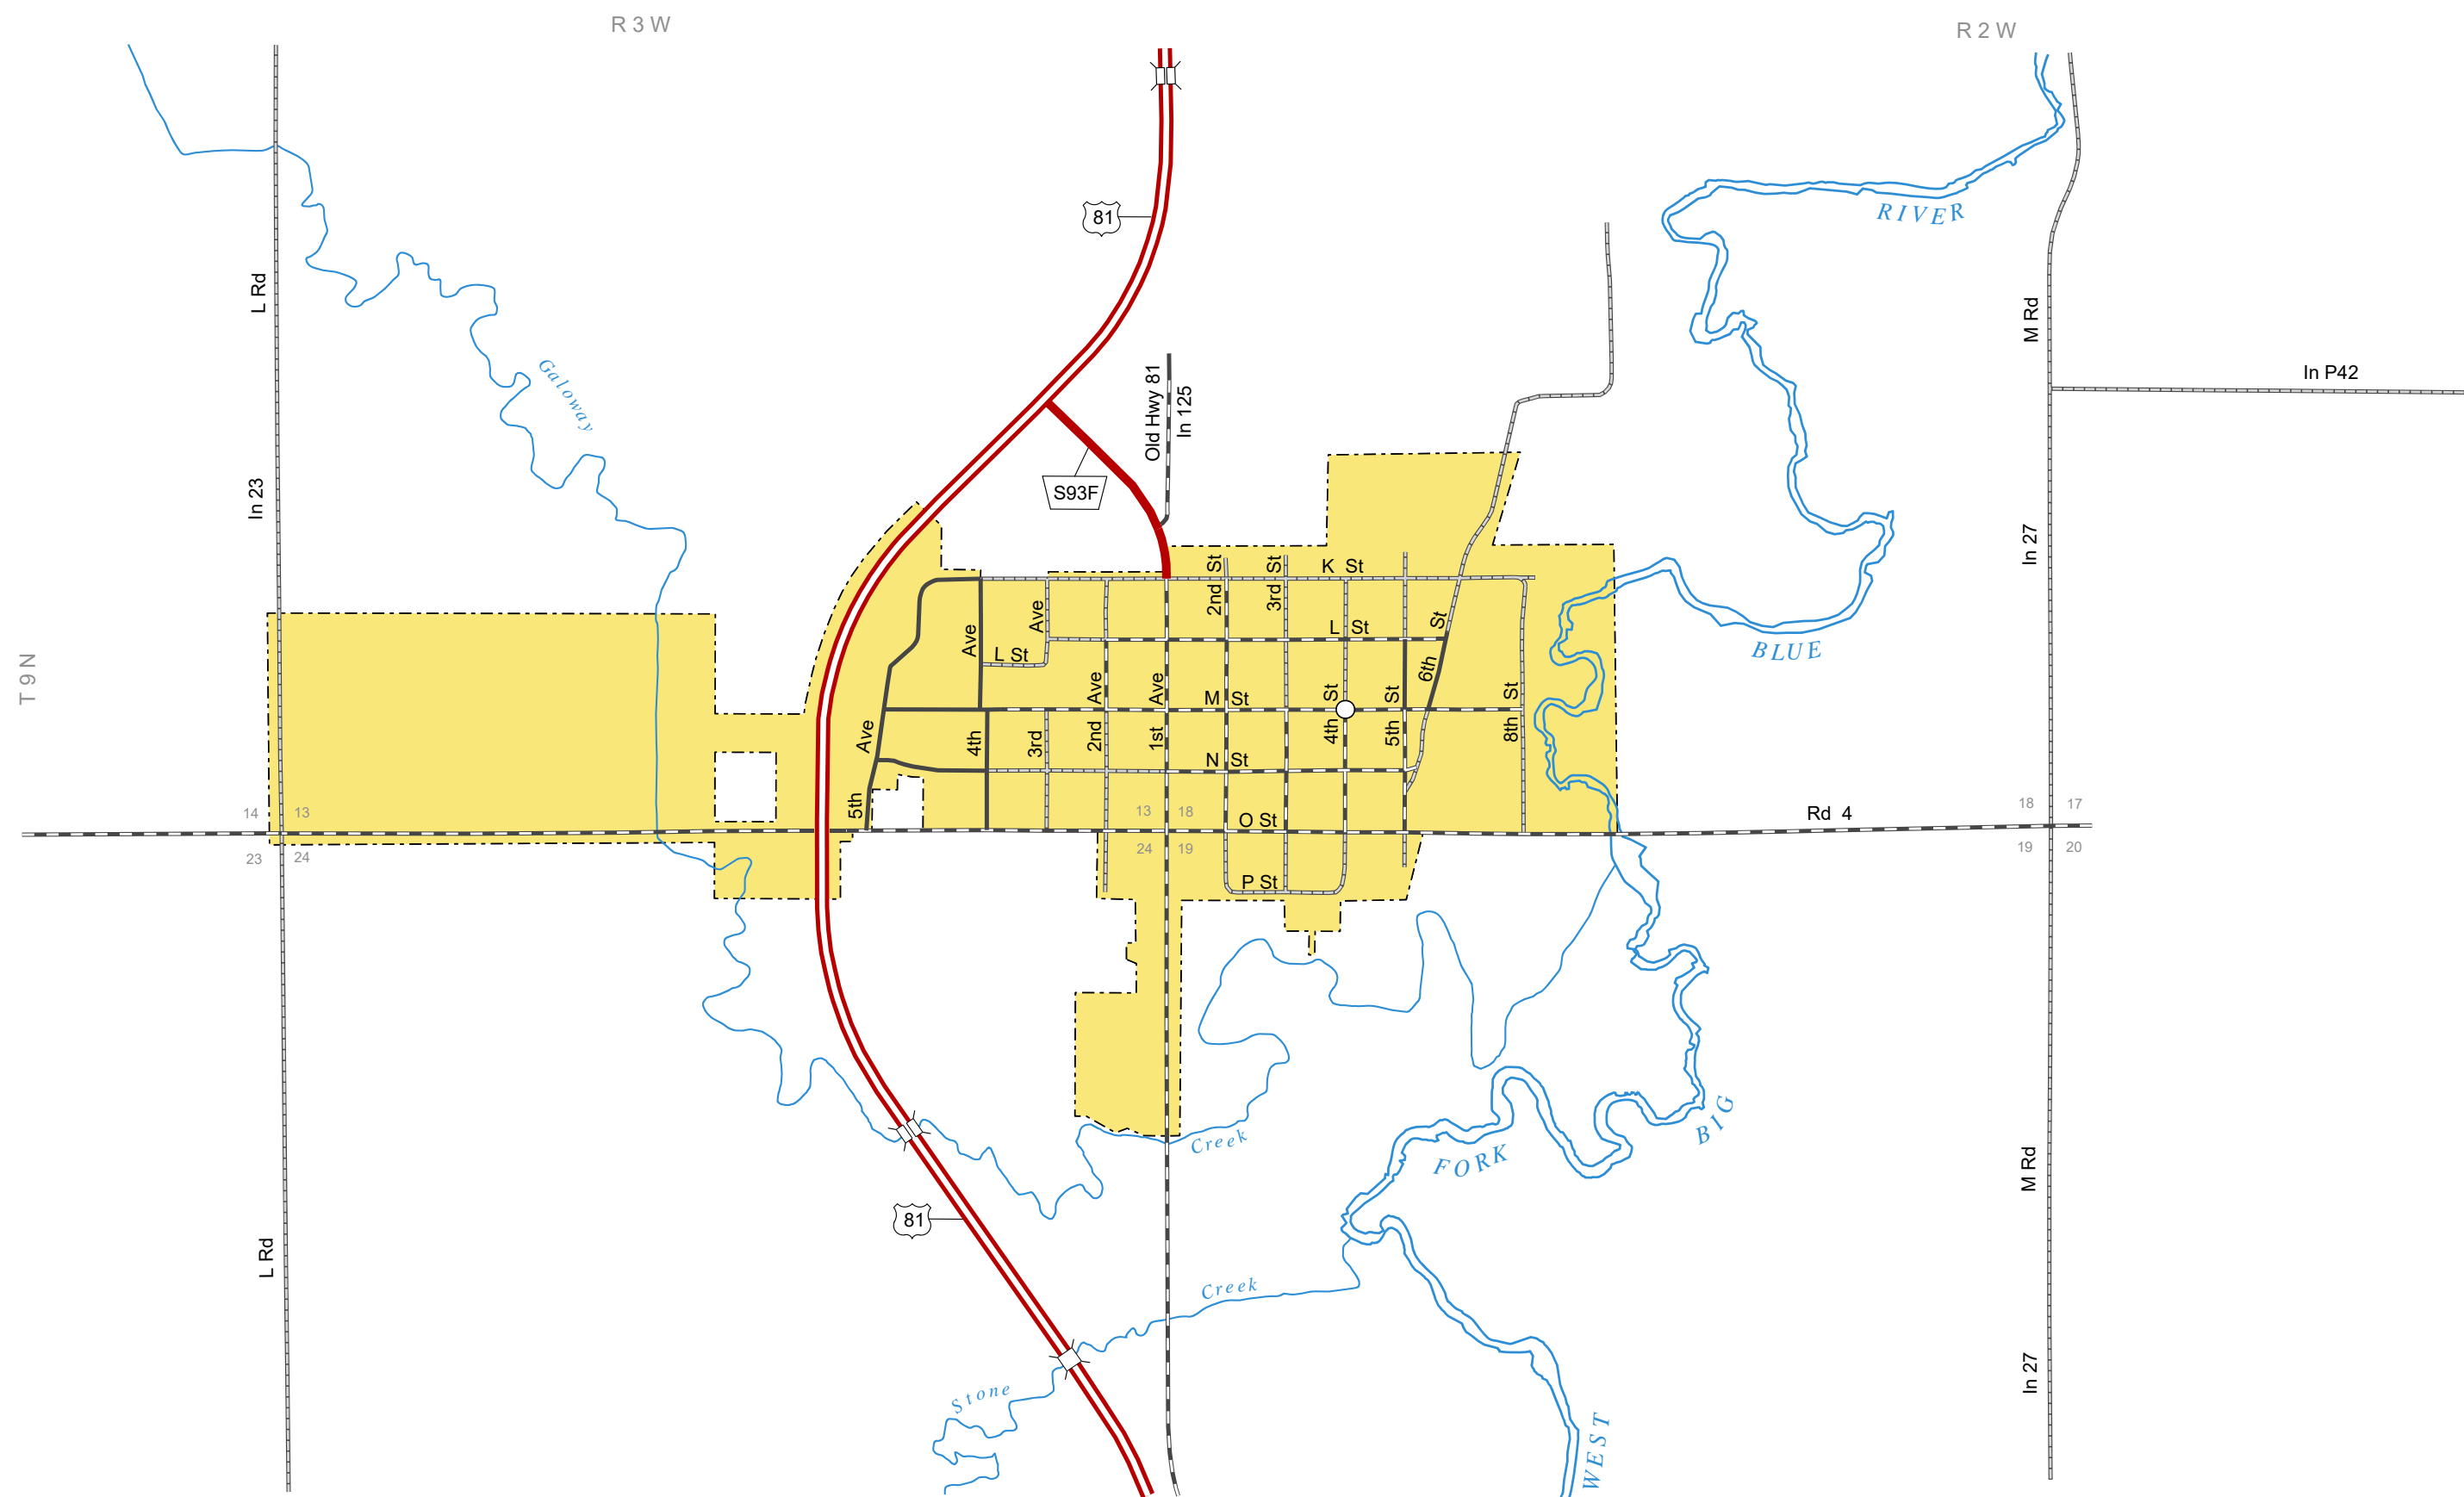 R 3 W
R 2 W
81
RIVER
L Rd
M Rd
Galoway
In P42
Old Hwy 81
In 125
In 23
S93F
In 27
K St
2nd St
3rd St
Ave
Ave
L St
L St
6th St
BLUE
T 9 N
M St
2nd Ave
1st Ave
4th St
5th St
8th St
5th Ave
4th
3rd
N St
14
13
13
18
18
17
O St
Rd 4
23
24
24
19
19
20
P St
Creek
FORK
BIG
M Rd
81
L Rd
Creek
Stone
In 27
WEST